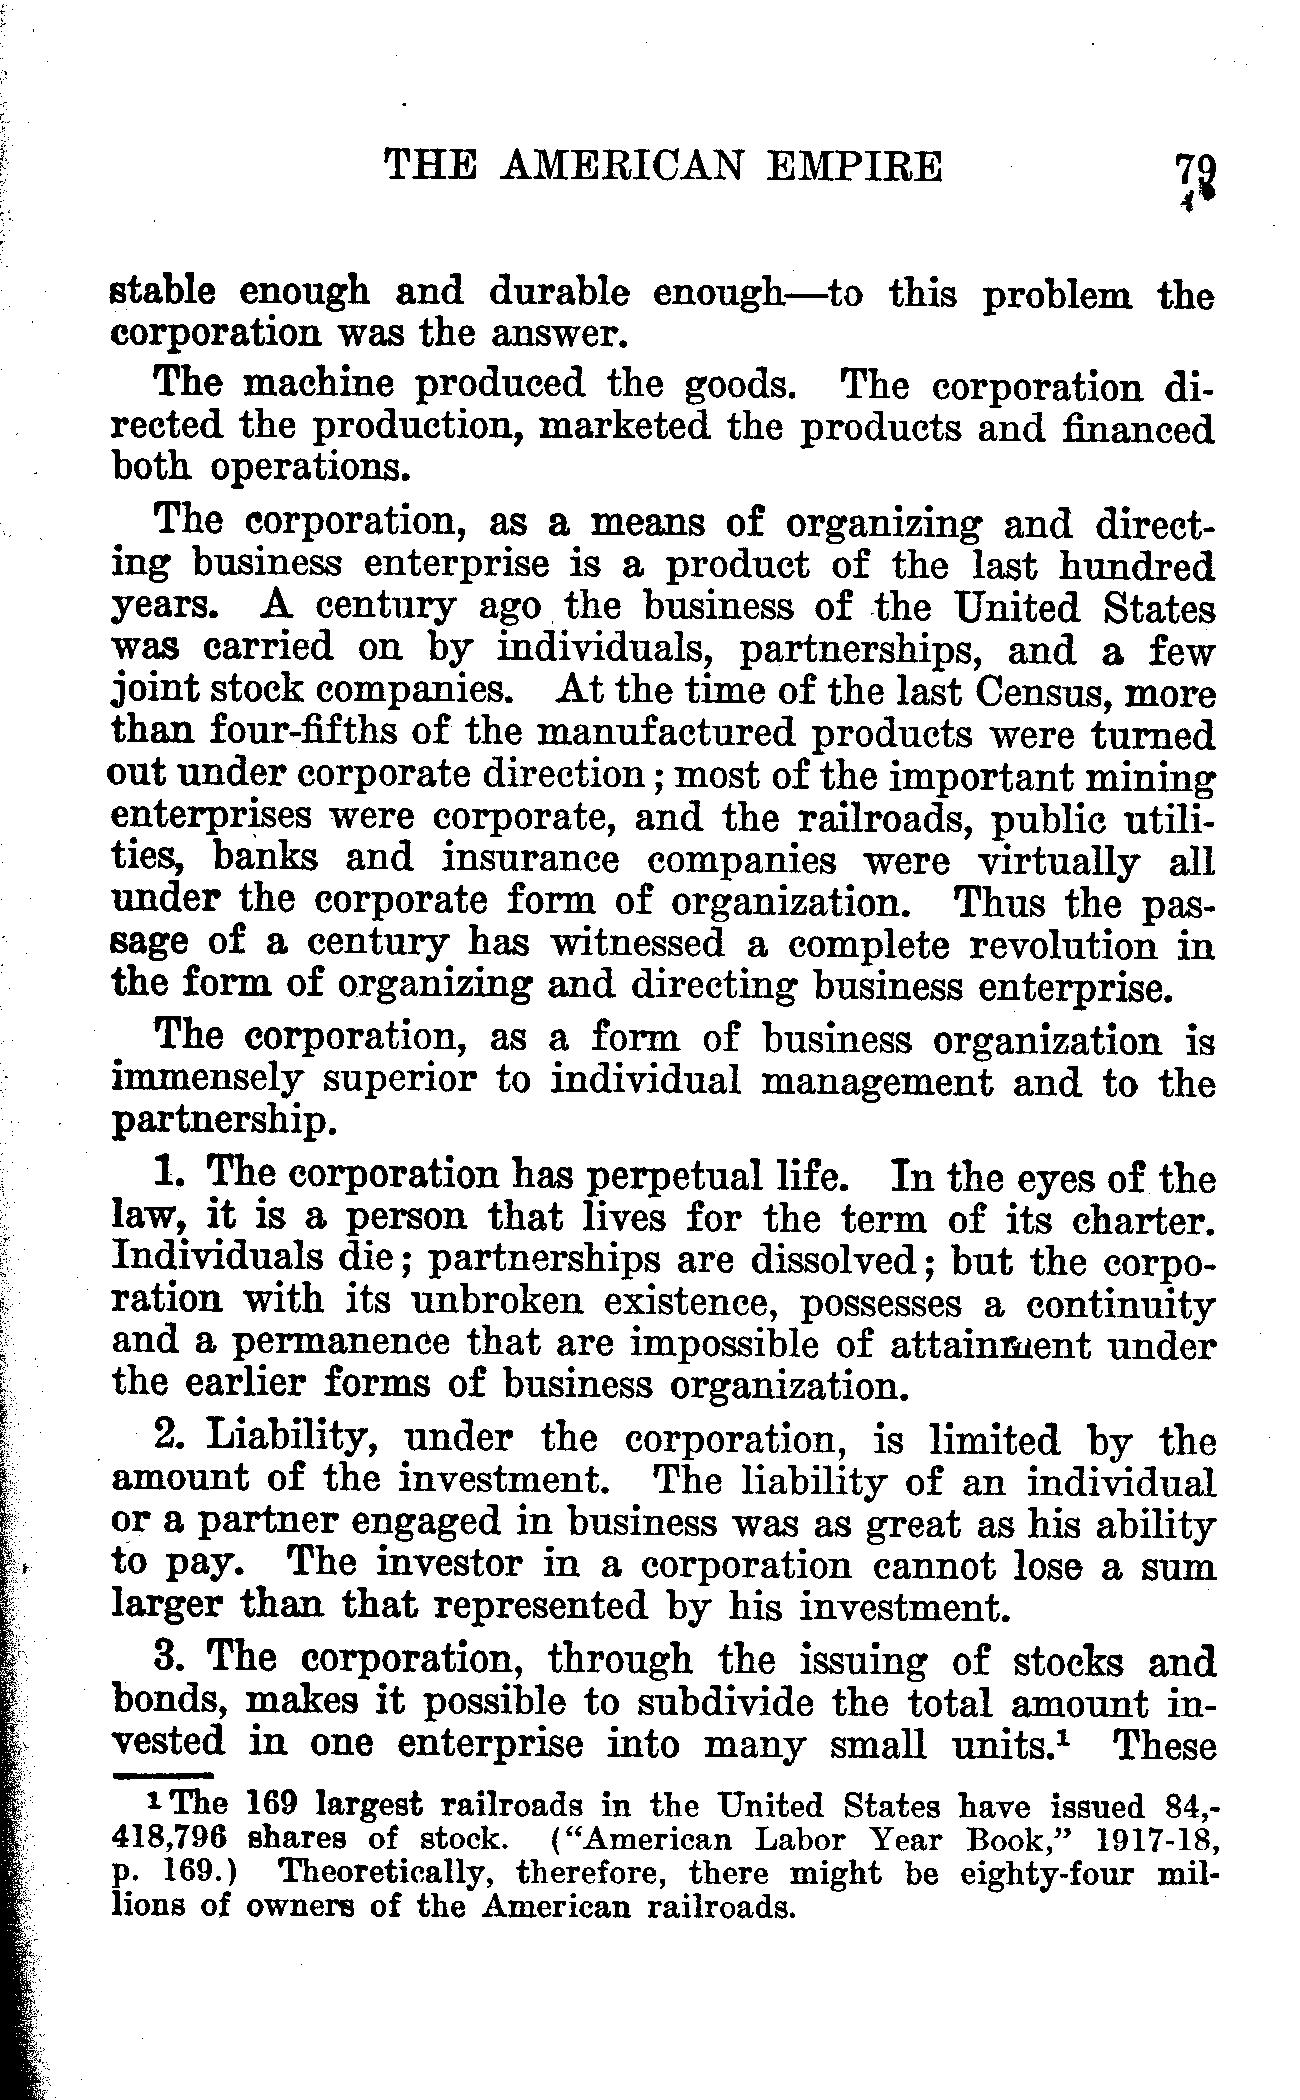 THE AMERICAN EMPIRE 79
stable enough and durable enough—to this problem the
corporation was the answer.
The machine produced the goods. The corporation di-
rected the production, marketed the products and financed
both operations.
The corporation, as a means of organizing and direct-
ing business enterprise is a product of the last hundred
years. A century ago the business of the United States
was carried on by individuals, partnerships, and a few
joint stock companies. At the time of the last Census, more
than four-fifths of the manufactured products were turned
out under corporate direction; most of the important mining
enterprises were corporate, and the railroads, public utili-
ties, banks and insurance companies were virtually all
under the corporate form of organization. Thus the pas-
sage of a century has witnessed a complete revolution in
the form of organizing and directing business enterprise.
The corporation, as a form of business organization is
immensely superior to individual management and to the
partnership.
1. The corporation has perpetual life. In the eyes of the
law, it is a person that lives for the term of its charter.
Individuals die; partnerships are dissolved; but the corpo-
ration with its unbroken existence, possesses a continuity
and a permanence that are impossible of attainment under
the earlier forms of business organization.
2. Liability, under the corporation, is limited by the
amount of the investment. The liability of an individual
or a partner engaged in business was as great as his ability
to pay. The investor in a corporation cannot lose a sum
larger than that represented by his investment.
3. The corporation, through the issuing of stocks and
bonds, makes it possible to subdivide the total amount in-
vested in one enterprise into many small units.¹ These
¹ The 169 largest railroads in the United States have issued 84,-
418,796 shares of stock. (“American Labor Year Book,” 1917-18,
p. 169.) Theoretically, therefore, there might be eighty-four mil-
lions of owners of the American railroads.